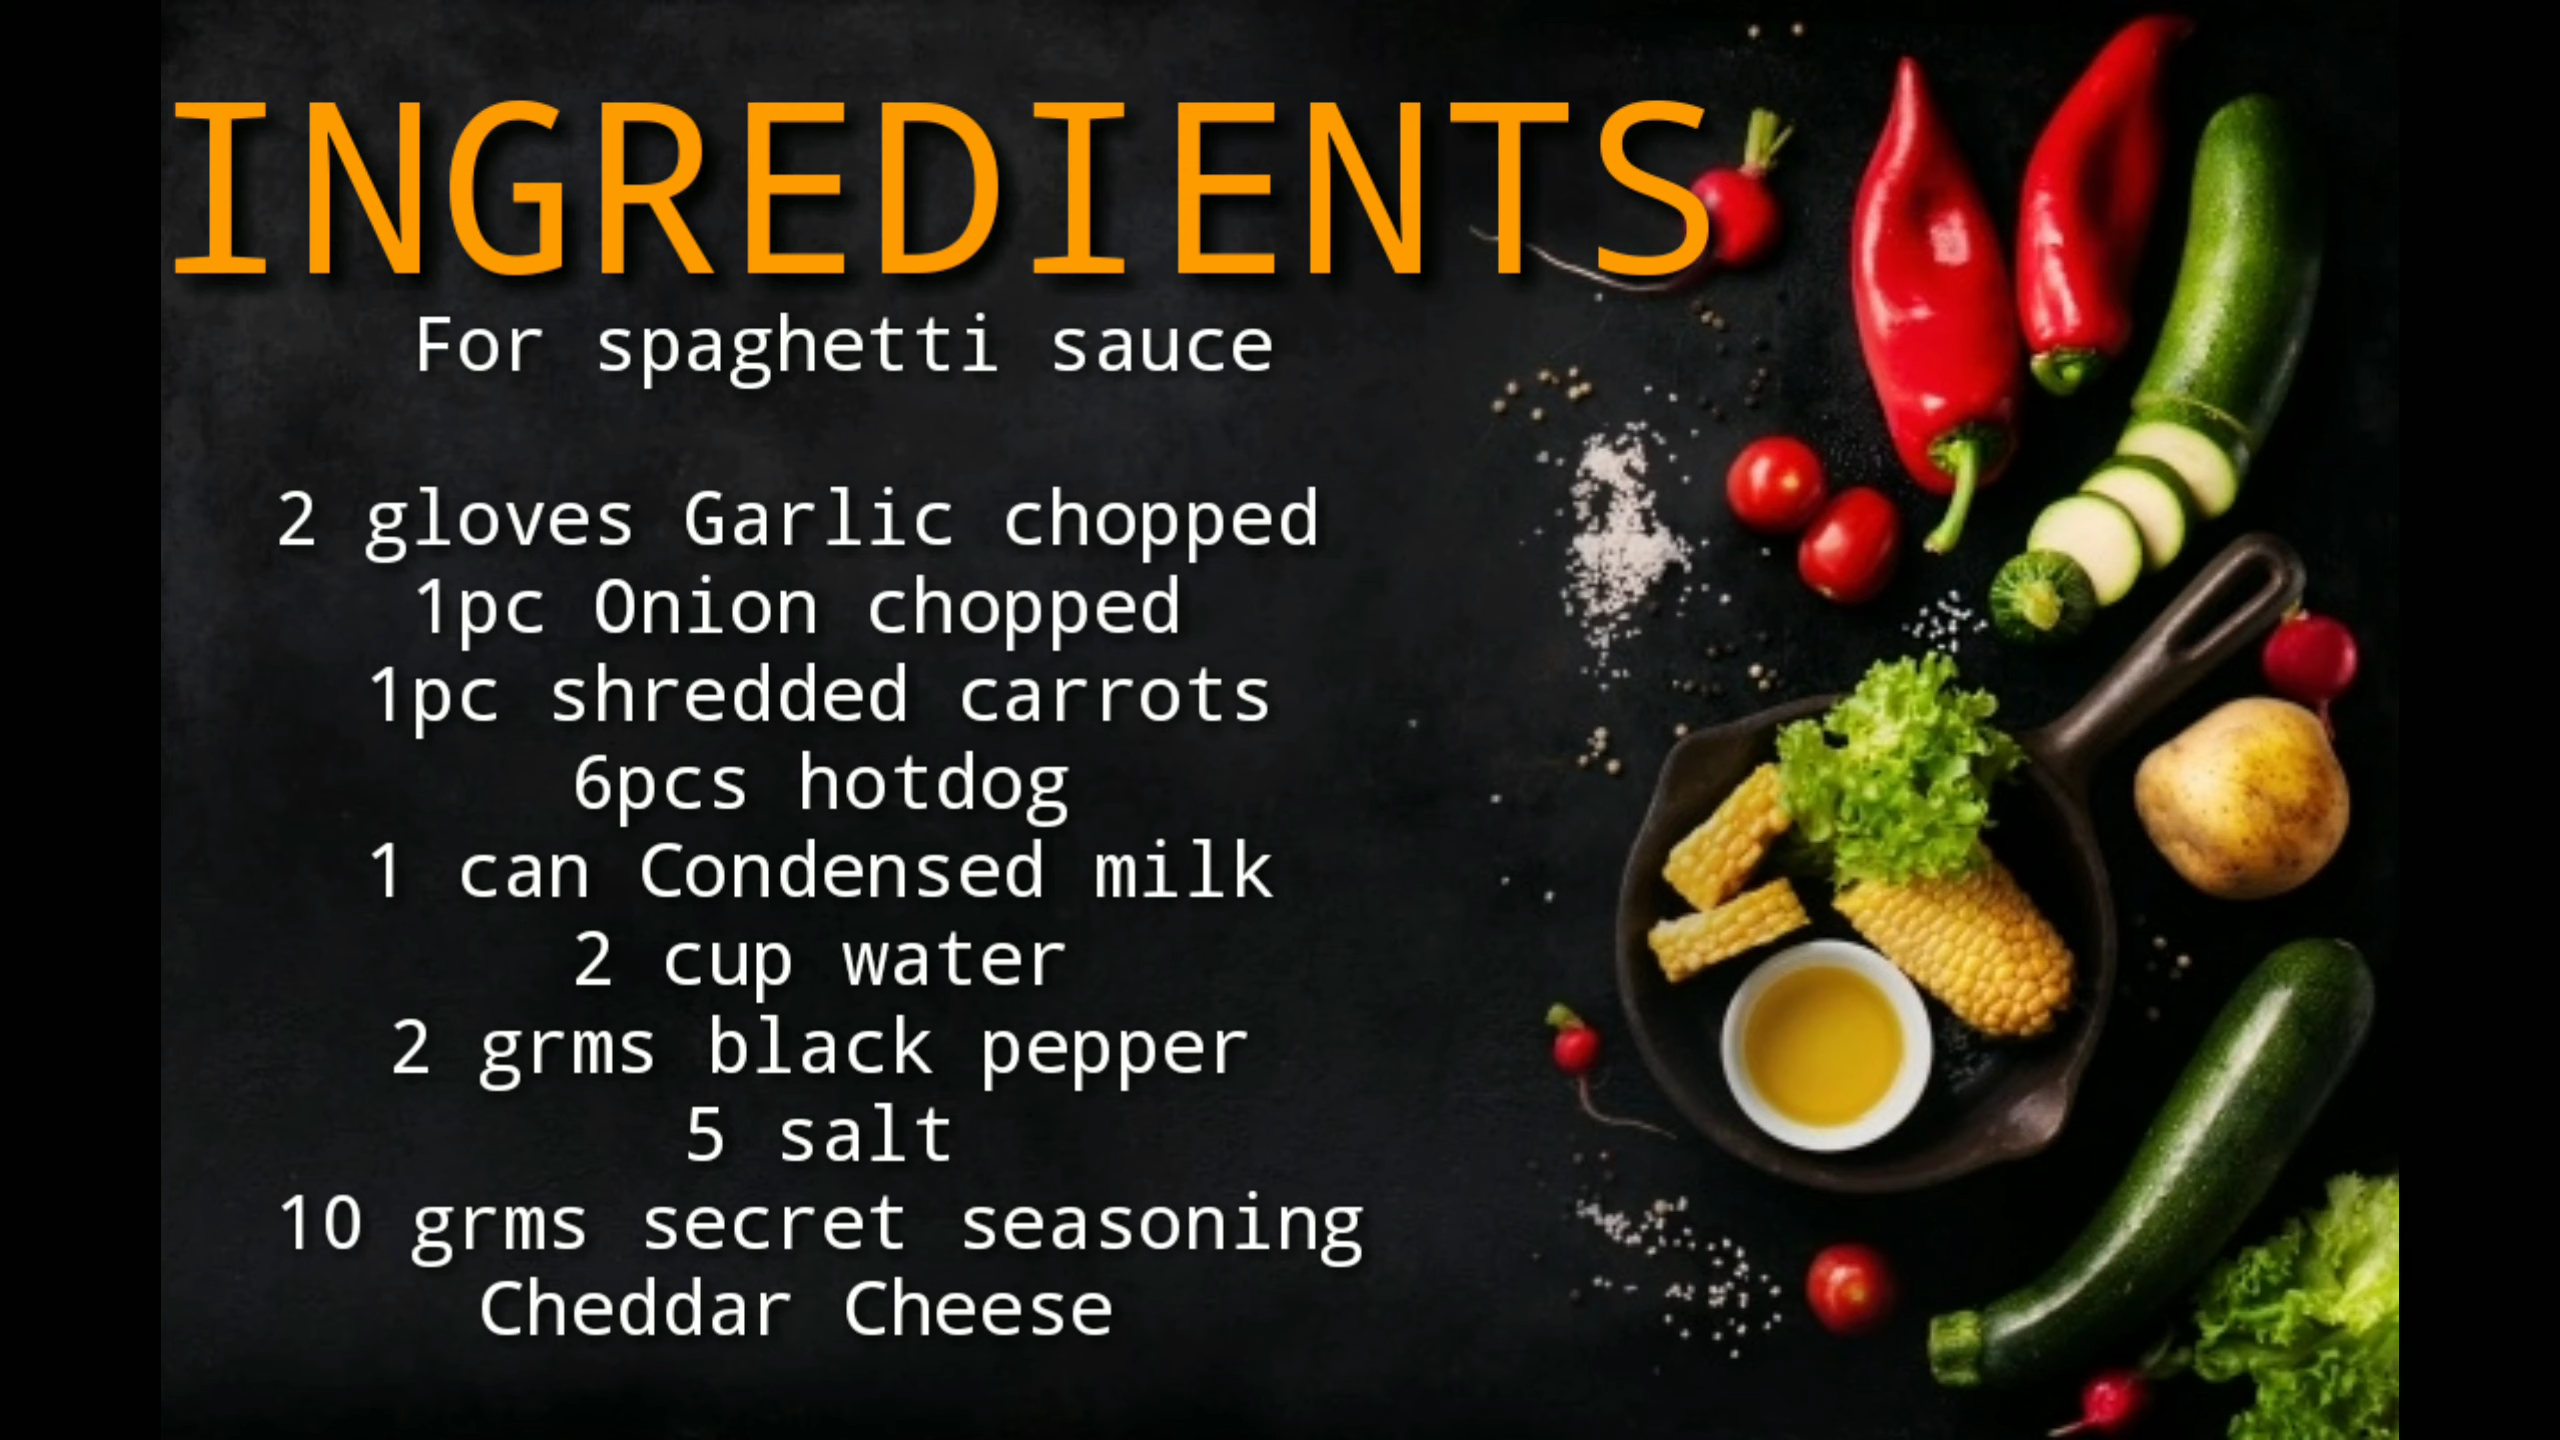 INGREDIENTS
For spaghetti sauce
2 gloves Garlic chopped
1pc Onion chopped
1pc shredded carrots
6pcs hotdog
1 can Condensed milk
2 cup water
2 grms black pepper
5 salt
10 grms secret seasoning
Cheddar Cheese